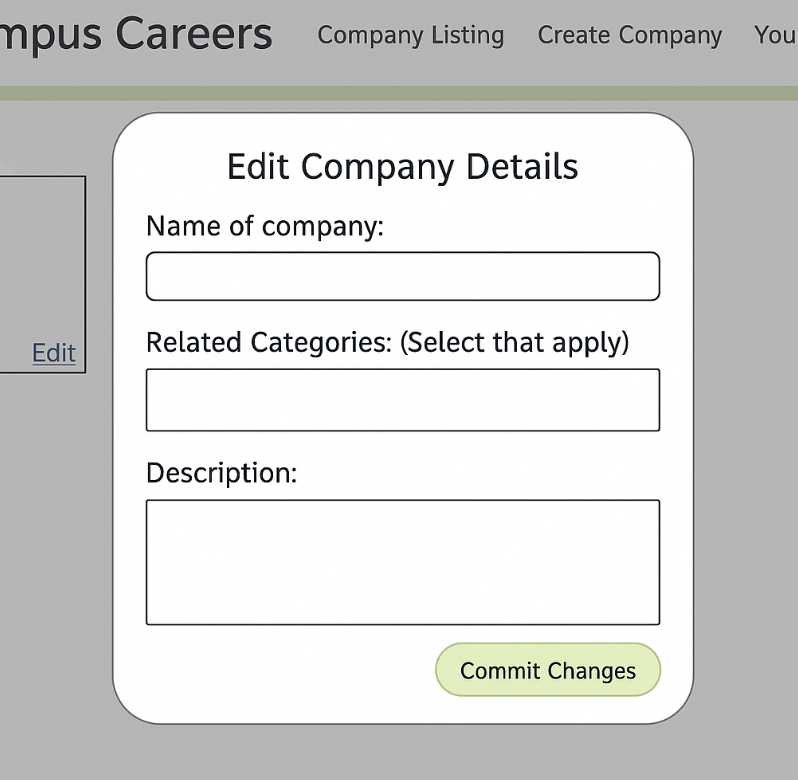 mpus Careers Company Listing Create Company You
Edit Company Details
Name of company:
Edit
Related Categories: (Select that apply)
Description:
Commit Changes